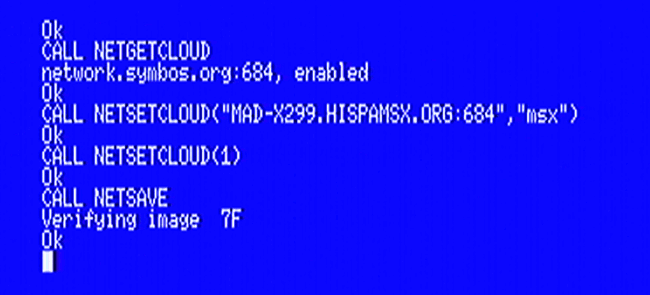 Ok
CALL NETGETCLOUD
network.symbos.org:684, enabled
Ok
CALL NETSETCLOUD("MAD-X299.HISPAMSX.ORG:684","msx")
Ok
CALL NETSETCLOUD(1)
Ok
CALL NETSAVE
Verifying image  7F
Ok